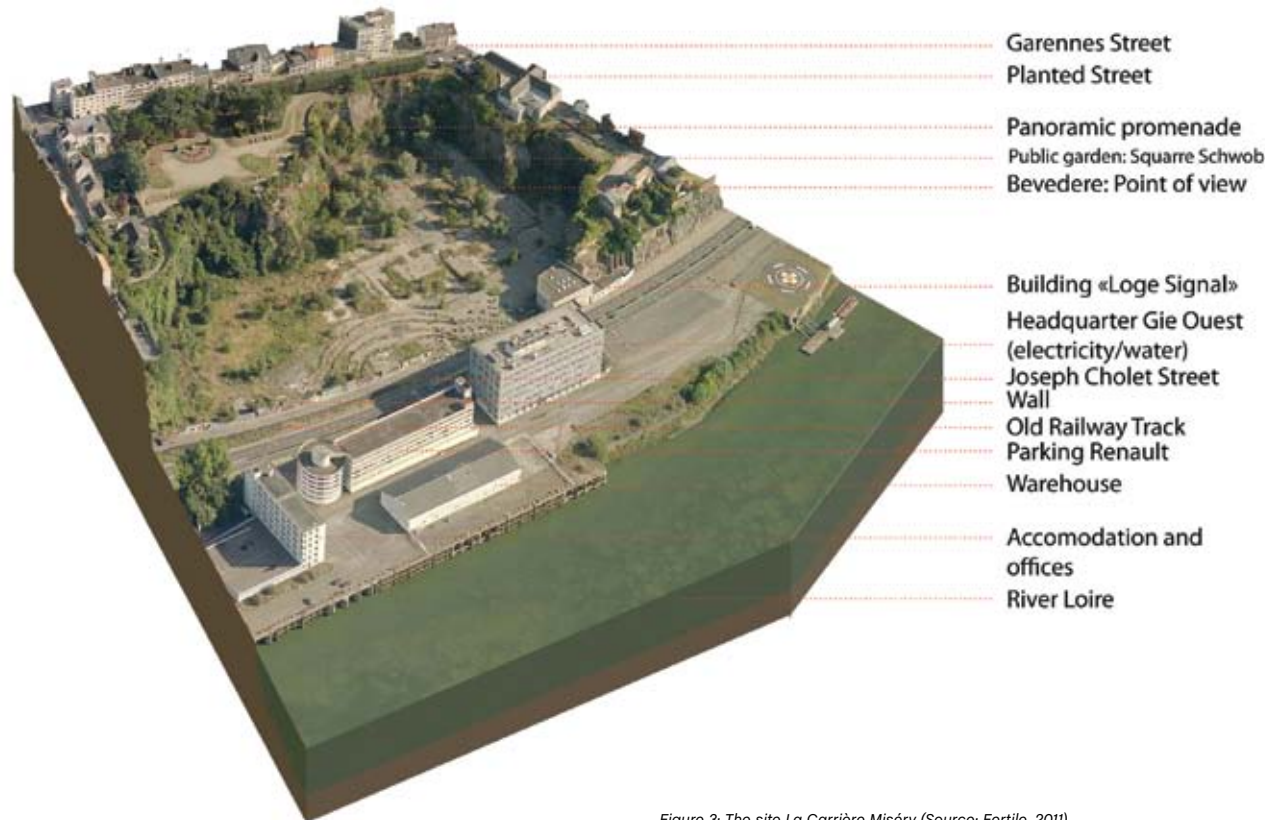 Garennes Street
Planted Street
Panoramic promenade
Public garden: Squarre Schwob
Bevedere: Point of view
Building «Loge Signal»
Headquarter Gie Ouest
(electricity/water)
Joseph Cholet Street
Wall
Old Railway Track
Parking Renault
Warehouse
Accomodation and
offices
River Loire
Figure 3: The site La Carrière Miséry (Source: Fertile, 2011)